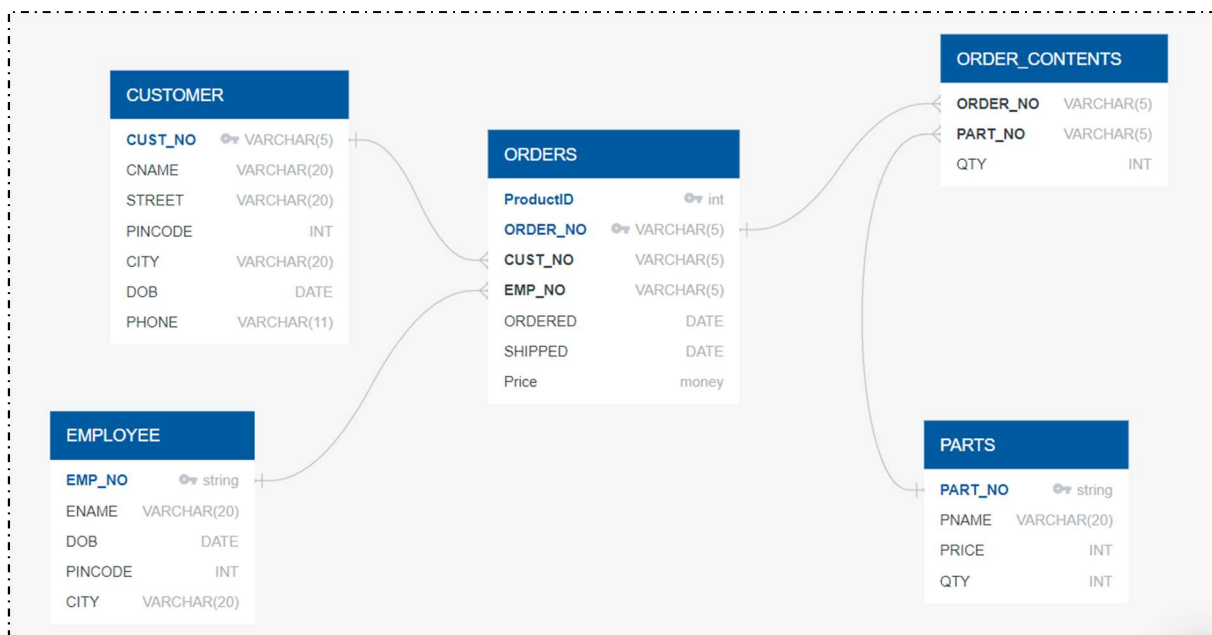 CUSTOMER
CUST_NO VARCHAR(5)
CNAME VARCHAR(20)
STREET VARCHAR(20)
PINCODE INT
CITY VARCHAR(20)
DOB DATE
PHONE VARCHAR(11)
EMPLOYEE
EMP_NO string
ENAME VARCHAR(20)
DOB DATE
PINCODE INT
CITY VARCHAR(20)
ORDERS
ProductID int
ORDER_NO VARCHAR(5)
CUST_NO VARCHAR(5)
EMP_NO VARCHAR(5)
ORDERED DATE
SHIPPED DATE
Price money
ORDER_CONTENTS
ORDER_NO VARCHAR(5)
PART_NO VARCHAR(5)
QTY INT
PARTS
PART_NO string
PNAME VARCHAR(20)
PRICE INT
QTY INT